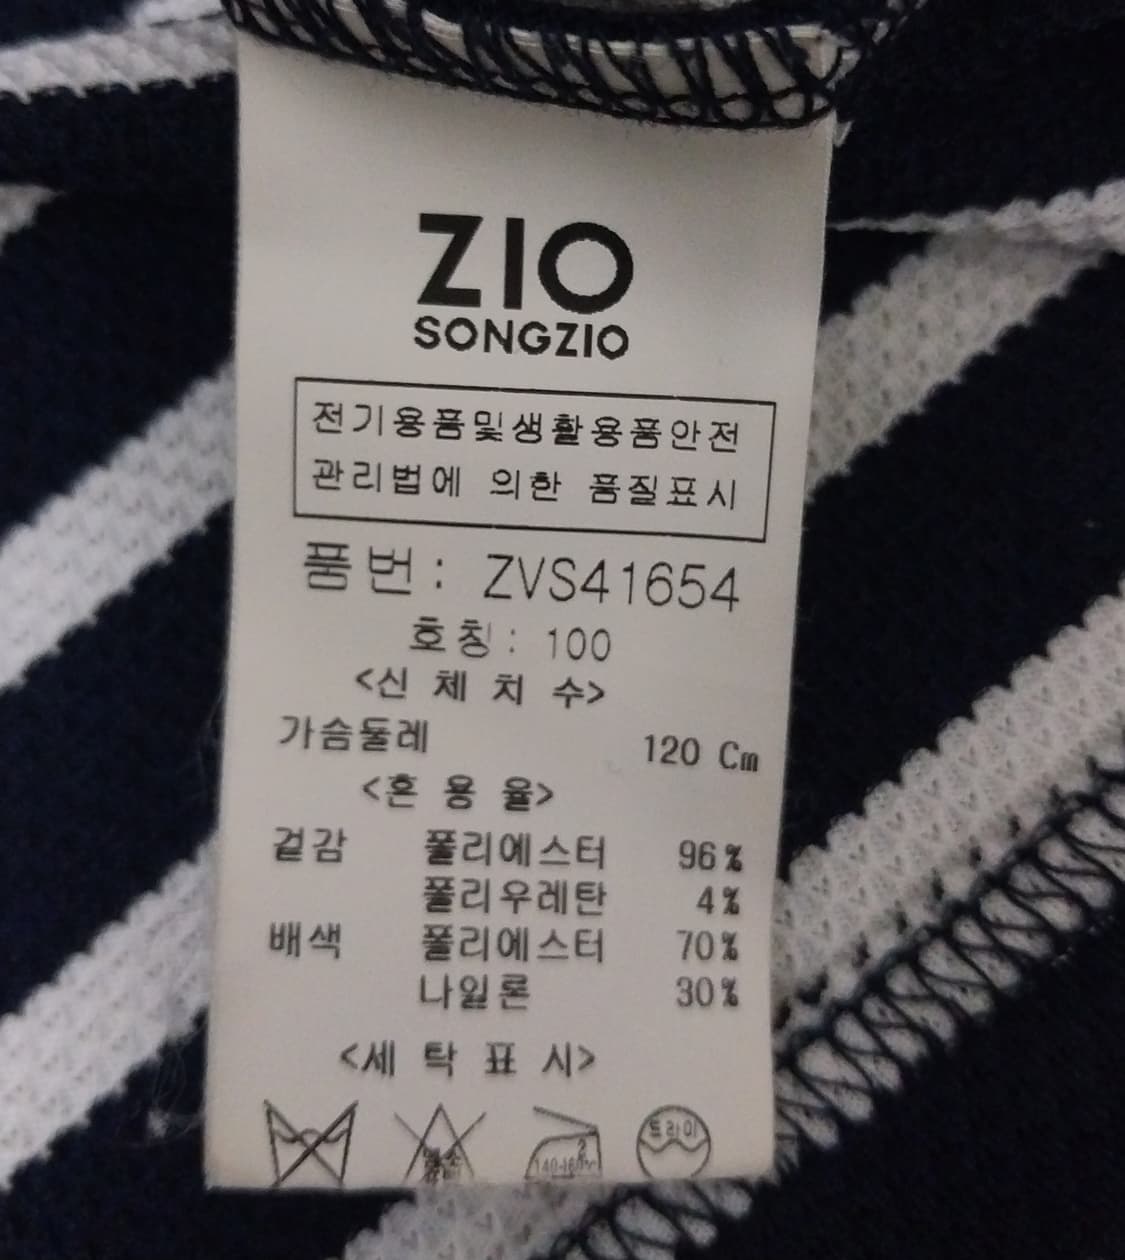 ZIO
SONGZIO
전기용품및생활용품안전
관리법에 의한 품질표시
품번: ZVS41654
호칭: 100
<신 체 치 수>
가슴둘레 120 Cm
<혼 용 율>
겉감 폴리에스터 96%
폴리우레탄 4%
배색 폴리에스터 70%
나일론 30%
<세 탁 표 시>
드라이